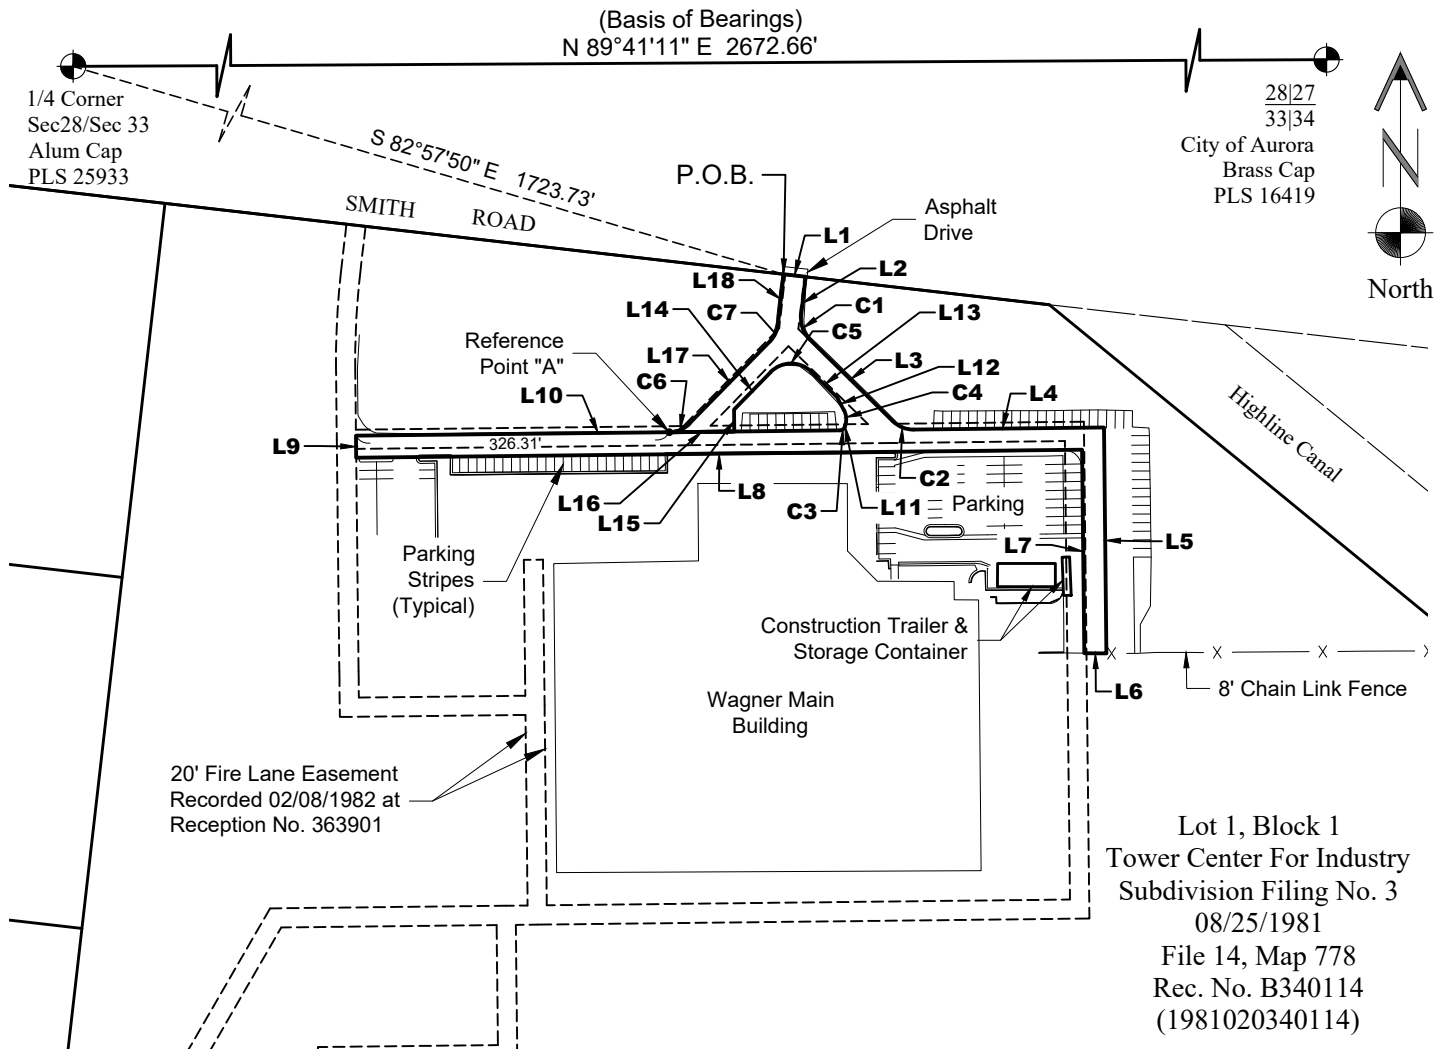 (Basis of Bearings)
N 89°41'11" E 2672.66'
1/4 Corner
Sec28/Sec 33
Alum Cap
PLS 25933
28|27
33|34
City of Aurora
Brass Cap
PLS 16419
North
S 82°57'50" E 1723.73'
SMITH ROAD
P.O.B.
Asphalt
Drive
L1
L2
L18
C1
C7
L14
C5
L13
Reference
Point "A"
L17
L3
L12
C6
C4
L10
L4
Highline Canal
L9
326.31'
L16
L15
L8
C3
L11
C2
Parking
L7
L5
Parking
Stripes
(Typical)
Construction Trailer &
Storage Container
X X X X
L6
8' Chain Link Fence
Wagner Main
Building
20' Fire Lane Easement
Recorded 02/08/1982 at
Reception No. 363901
Lot 1, Block 1
Tower Center For Industry
Subdivision Filing No. 3
08/25/1981
File 14, Map 778
Rec. No. B340114
(1981020340114)